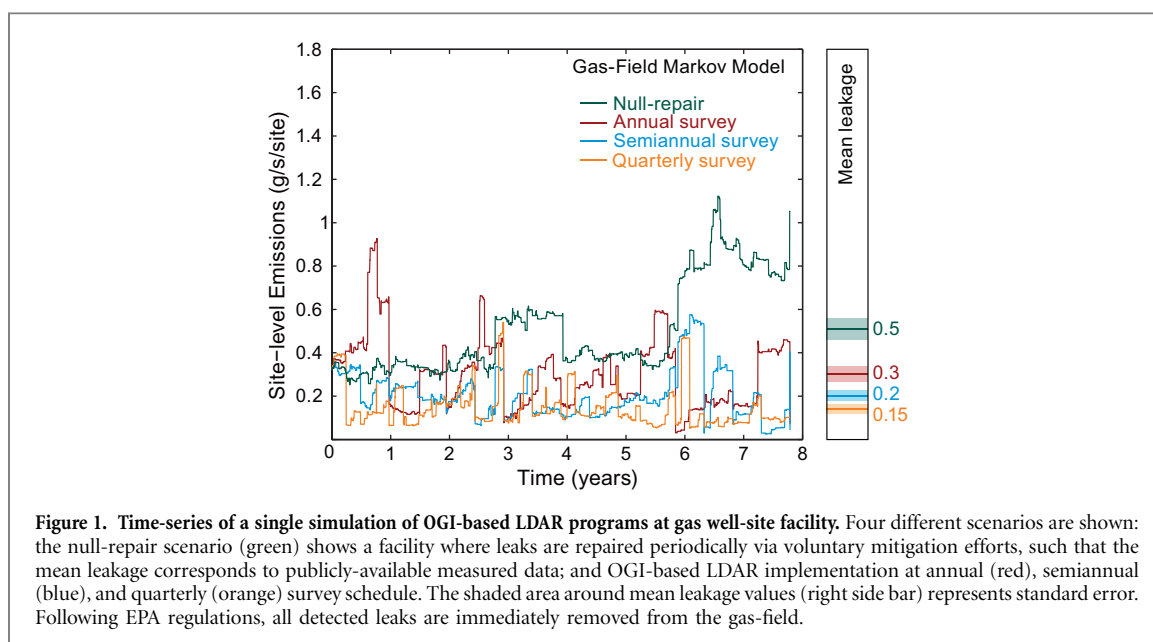 1.8
1.6
1.4
1.2
1
0.8
0.6
0.4
0.2
Site-level Emissions (g/s/site)
Gas-Field Markov Model
Null-repair
Annual survey
Semiannual survey
Quarterly survey
0 1 2 3 4 5 6 7 8
Time (years)
Mean leakage
0.5
0.3
0.2
0.15
Figure 1. Time-series of a single simulation of OGI-based LDAR programs at gas well-site facility. Four different scenarios are shown:
the null-repair scenario (green) shows a facility where leaks are repaired periodically via voluntary mitigation efforts, such that the
mean leakage corresponds to publicly-available measured data; and OGI-based LDAR implementation at annual (red), semiannual
(blue), and quarterly (orange) survey schedule. The shaded area around mean leakage values (right side bar) represents standard error.
Following EPA regulations, all detected leaks are immediately removed from the gas-field.